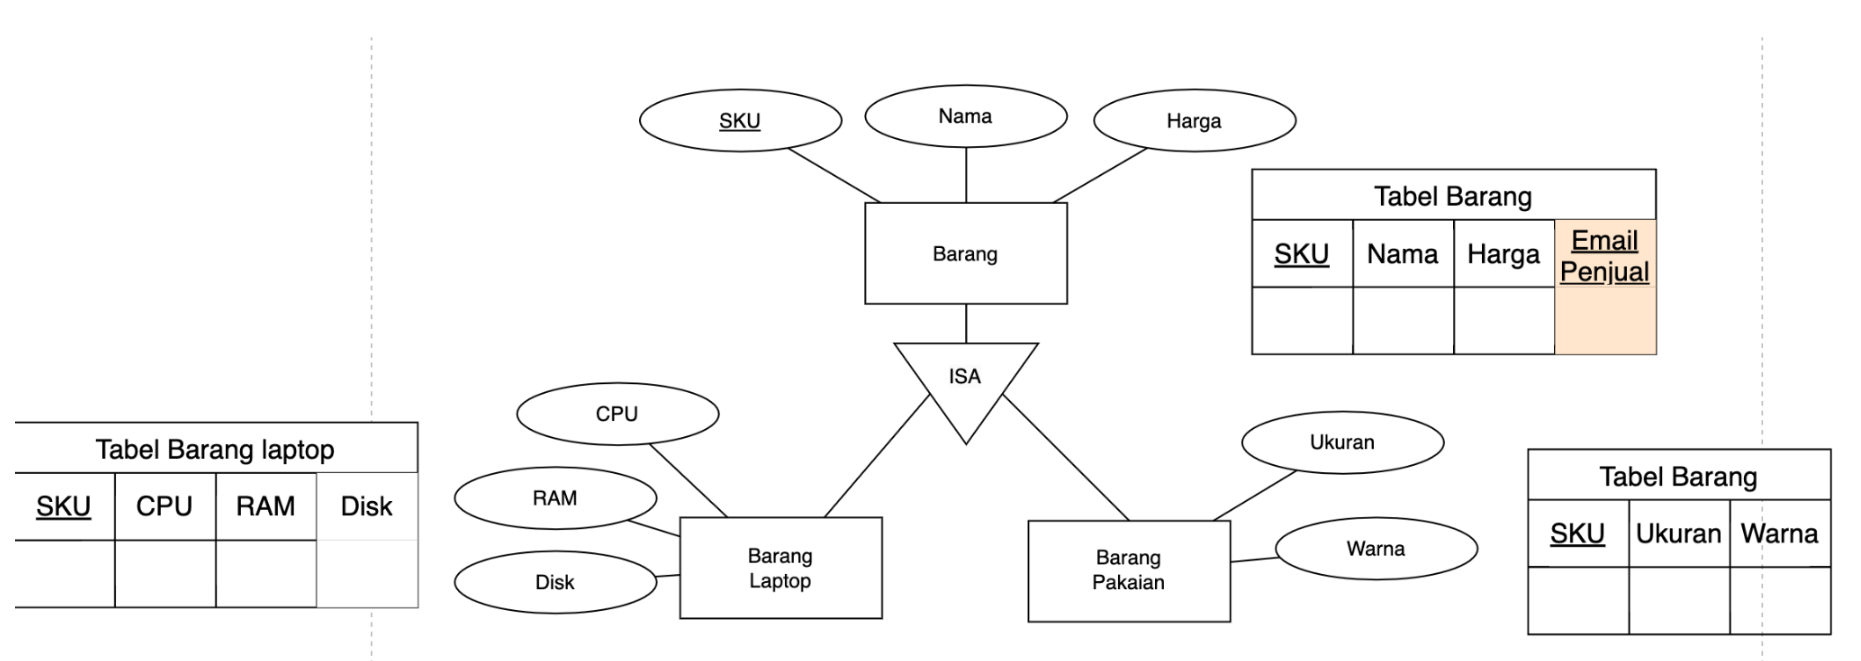 SKU
Nama
Harga
Barang
ISA
Tabel Barang
SKU Nama Harga Email
Penjual
CPU
RAM
Disk
Barang
Laptop
Ukuran
Warna
Barang
Pakaian
Tabel Barang laptop
SKU CPU RAM Disk
Tabel Barang
SKU Ukuran Warna